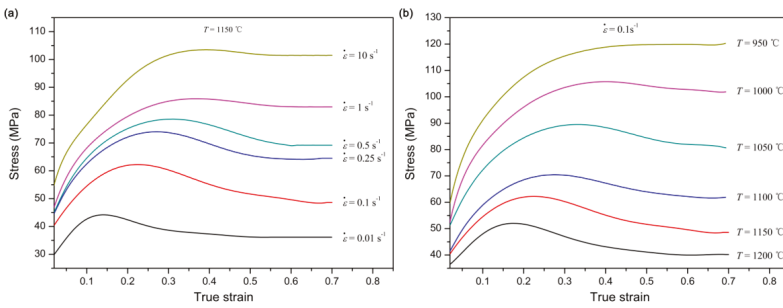 (a)
T = 1150 ℃
Stress (MPa)
110
100
90
80
70
60
50
40
30
ε̇ = 10 s⁻¹
ε̇ = 1 s⁻¹
ε̇ = 0.5 s⁻¹
ε̇ = 0.25 s⁻¹
ε̇ = 0.1 s⁻¹
ε̇ = 0.01 s⁻¹
0.1 0.2 0.3 0.4 0.5 0.6 0.7 0.8
True strain
(b)
ε̇ = 0.1s⁻¹
Stress (MPa)
130
120
110
100
90
80
70
60
50
40
T = 950 ℃
T = 1000 ℃
T = 1050 ℃
T = 1100 ℃
T = 1150 ℃
T = 1200 ℃
0.1 0.2 0.3 0.4 0.5 0.6 0.7 0.8
True strain